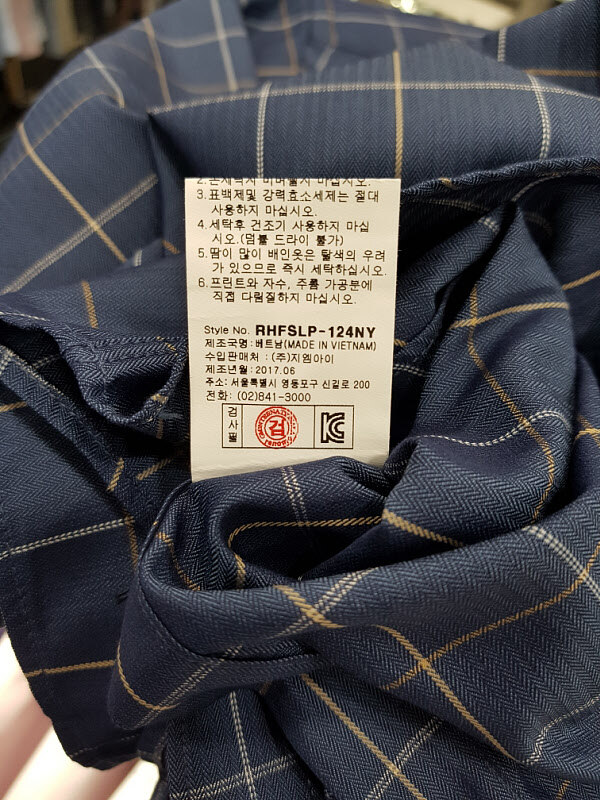 3. 표백제및 강력효소세제는 절대
사용하지 마십시오.
4. 세탁후 건조기 사용하지 마십
시오.(덤블 드라이 불가)
5. 땀이 많이 배인옷은 탈색의 우려
가 있으므로 즉시 세탁하십시오.
6. 프린트와 자수, 주름 가공분에
직접 다림질하지 마십시오.
Style No. RHFSLP-124NY
제조국명: 베트남(MADE IN VIETNAM)
수입판매처 : (주)지엠아이
제조년월 : 2017.06
주소: 서울특별시 영등포구 신길로 200
전화: (02)841-3000
검사필
검